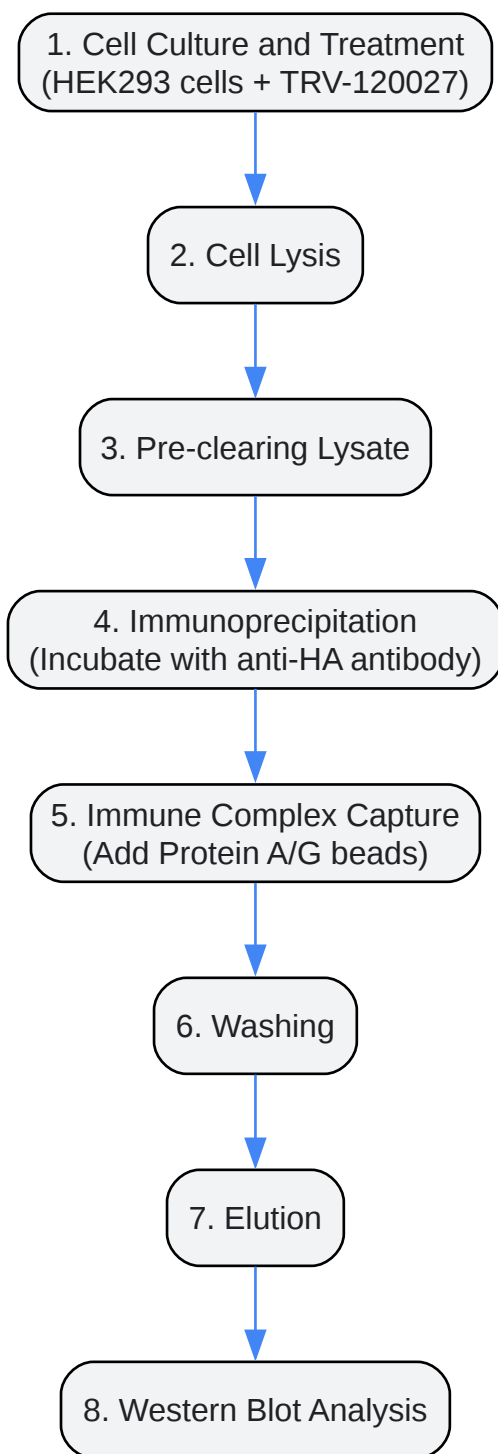 1. Cell Culture and Treatment
(HEK293 cells + TRV-120027)
2. Cell Lysis
3. Pre-clearing Lysate
4. Immunoprecipitation
(Incubate with anti-HA antibody)
5. Immune Complex Capture
(Add Protein A/G beads)
6. Washing
7. Elution
8. Western Blot Analysis